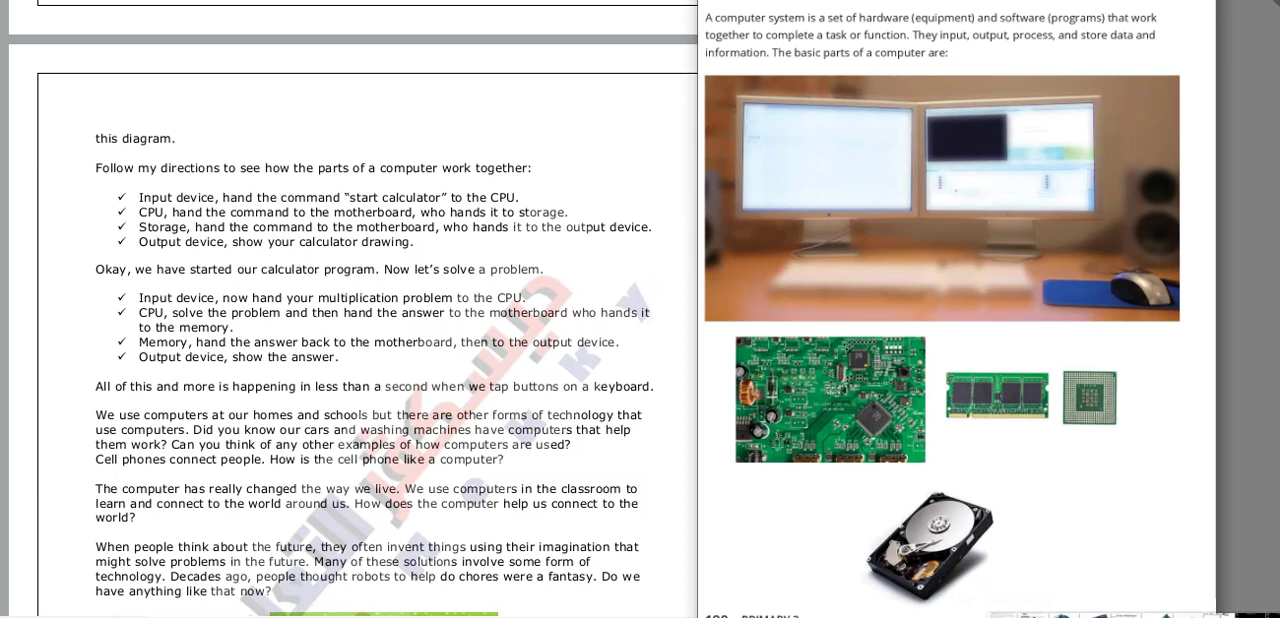 this diagram.
Follow my directions to see how the parts of a computer work together:
✓ Input device, hand the command “start calculator” to the CPU.
✓ CPU, hand the command to the motherboard, who hands it to storage.
✓ Storage, hand the command to the motherboard, who hands it to the output device.
✓ Output device, show your calculator drawing.
Okay, we have started our calculator program. Now let’s solve a problem.
✓ Input device, now hand your multiplication problem to the CPU.
✓ CPU, solve the problem and then hand the answer to the motherboard who hands it
to the memory.
✓ Memory, hand the answer back to the motherboard, then to the output device.
✓ Output device, show the answer.
All of this and more is happening in less than a second when we tap buttons on a keyboard.
We use computers at our homes and schools but there are other forms of technology that
use computers. Did you know our cars and washing machines have computers that help
them work? Can you think of any other examples of how computers are used?
Cell phones connect people. How is the cell phone like a computer?
The computer has really changed the way we live. We use computers in the classroom to
learn and connect to the world around us. How does the computer help us connect to the
world?
When people think about the future, they often invent things using their imagination that
might solve problems in the future. Many of these solutions involve some form of
technology. Decades ago, people thought robots to help do chores were a fantasy. Do we
have anything like that now?
A computer system is a set of hardware (equipment) and software (programs) that work
together to complete a task or function. They input, output, process, and store data and
information. The basic parts of a computer are: